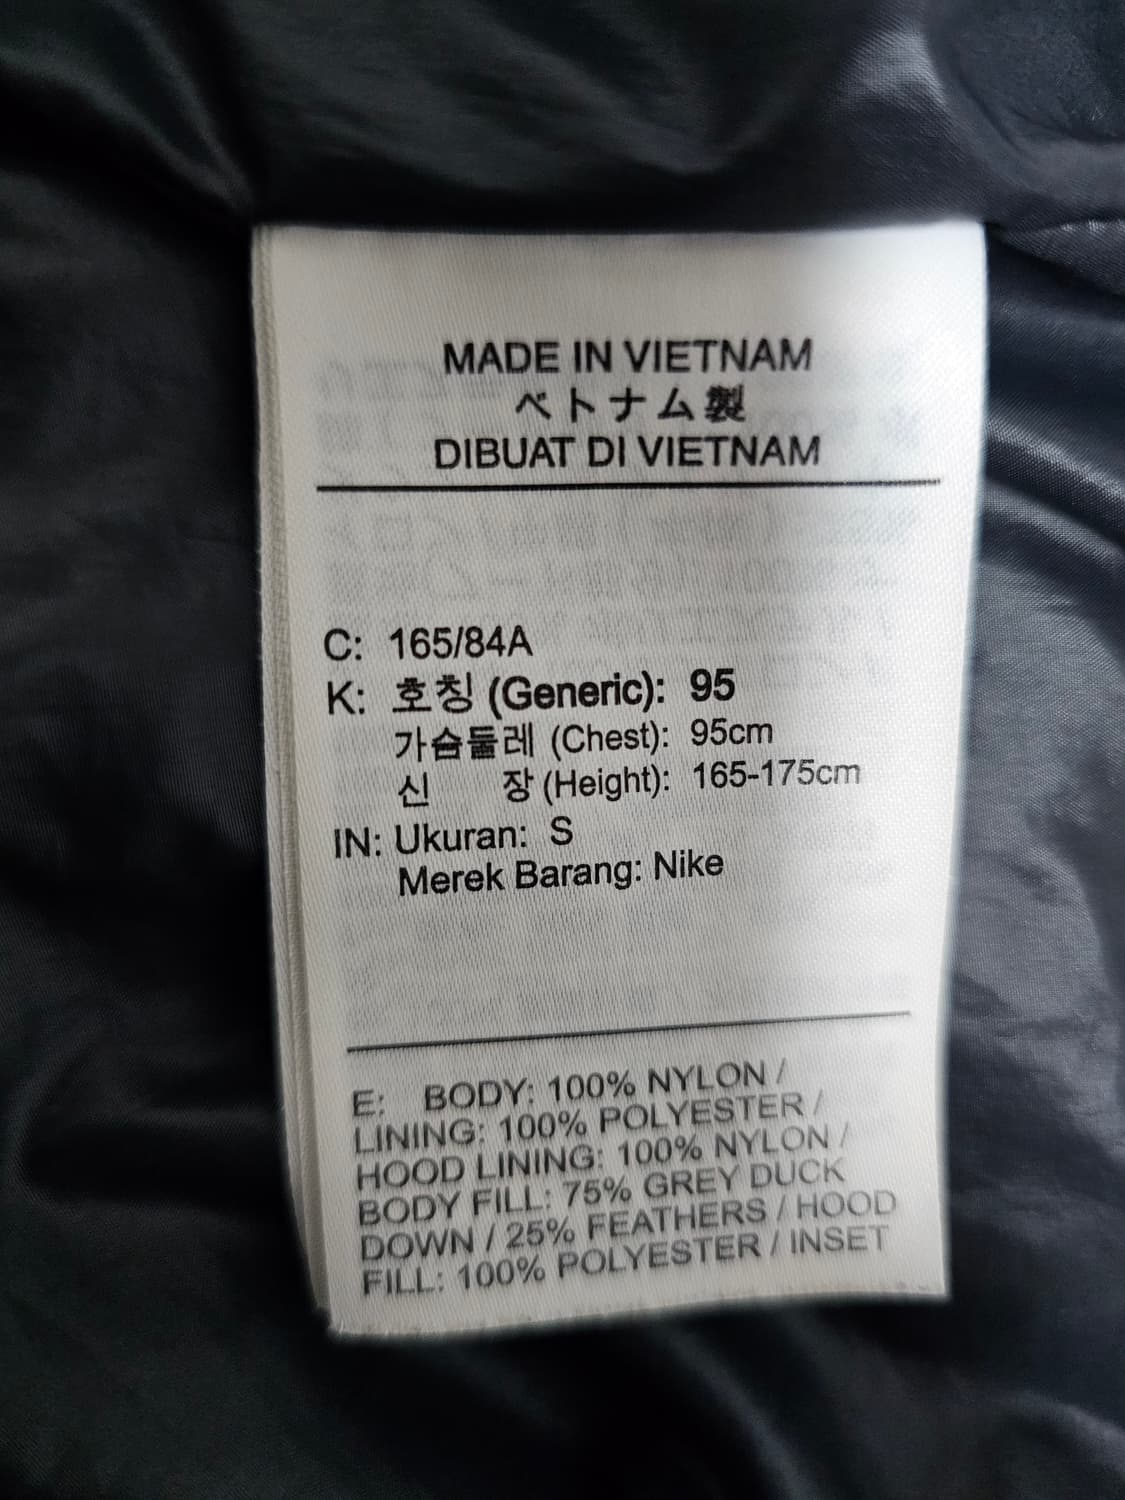 MADE IN VIETNAM
ベトナム製
DIBUAT DI VIETNAM
C: 165/84A
K: 호칭 (Generic): 95
가슴둘레 (Chest): 95cm
신 장 (Height): 165-175cm
IN: Ukuran: S
Merek Barang: Nike
E: BODY: 100% NYLON /
LINING: 100% POLYESTER /
HOOD LINING: 100% NYLON /
BODY FILL: 75% GREY DUCK
DOWN / 25% FEATHERS / HOOD
FILL: 100% POLYESTER / INSET